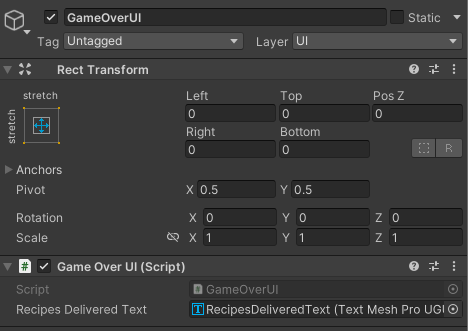 GameOverUI Static
Tag Untagged Layer UI
Rect Transform
stretch
stretch
Left Top Pos Z
0 0 0
Right Bottom
0 0 R
Anchors
Pivot X 0.5 Y 0.5
Rotation X 0 Y 0 Z 0
Scale X 1 Y 1 Z 1
# Game Over UI (Script)
Script # GameOverUI
Recipes Delivered Text T RecipesDeliveredText (Text Mesh Pro UGU